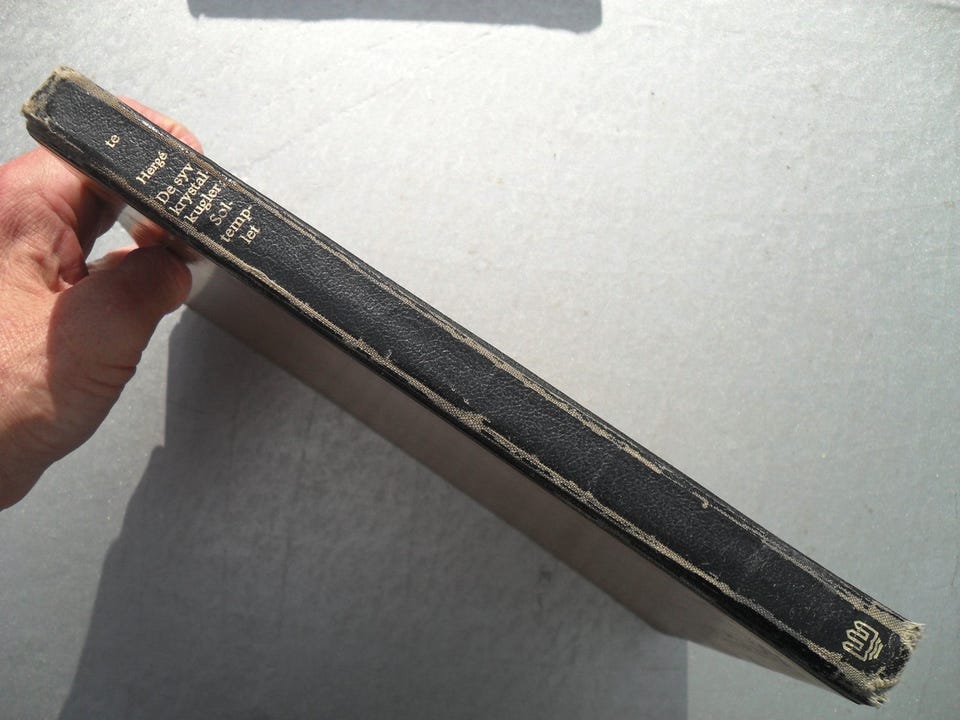 te
Hergé
De syv
krystal-
kugler.
Sol-
temp-
let